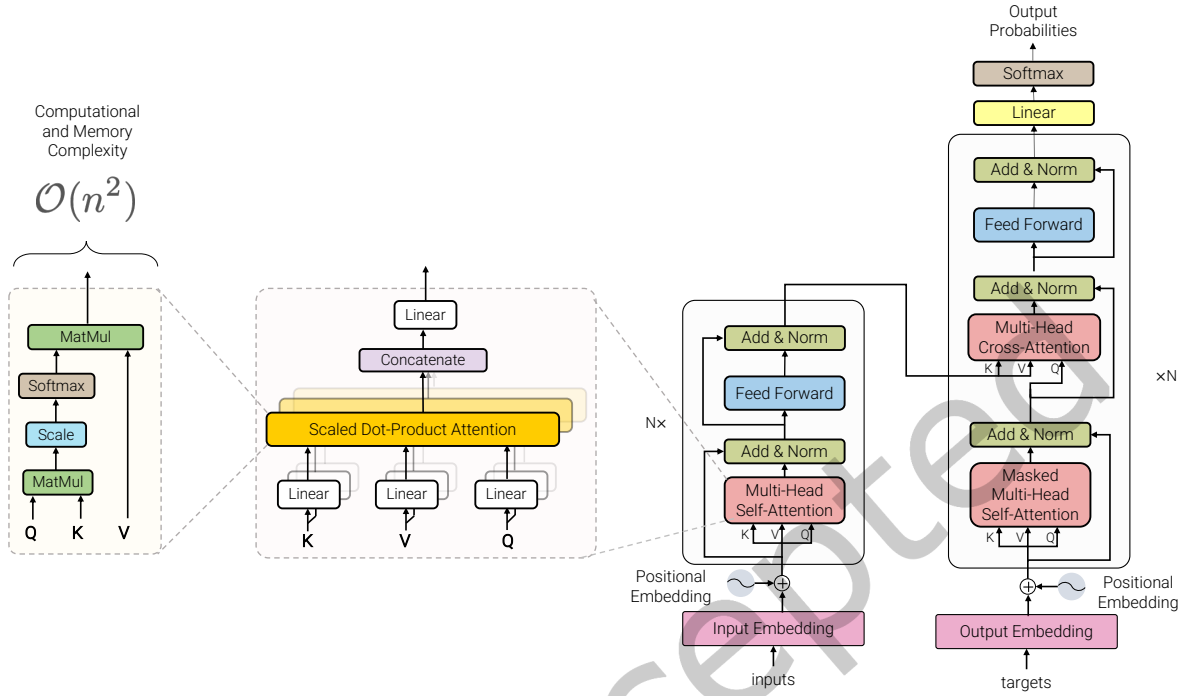 Computational
and Memory
Complexity
O(n²)
MatMul
Softmax
Scale
MatMul
Q
K
V
Linear
Concatenate
Scaled Dot-Product Attention
Linear
Linear
Linear
K
V
Q
N×
Add & Norm
Feed Forward
Add & Norm
Multi-Head
Self-Attention
K
V
Q
Positional
Embedding
Input Embedding
inputs
Output
Probabilities
Softmax
Linear
Add & Norm
Feed Forward
Add & Norm
Multi-Head
Cross-Attention
K
V
Q
×N
Add & Norm
Masked
Multi-Head
Self-Attention
K
V
Q
Positional
Embedding
Output Embedding
targets
cepted